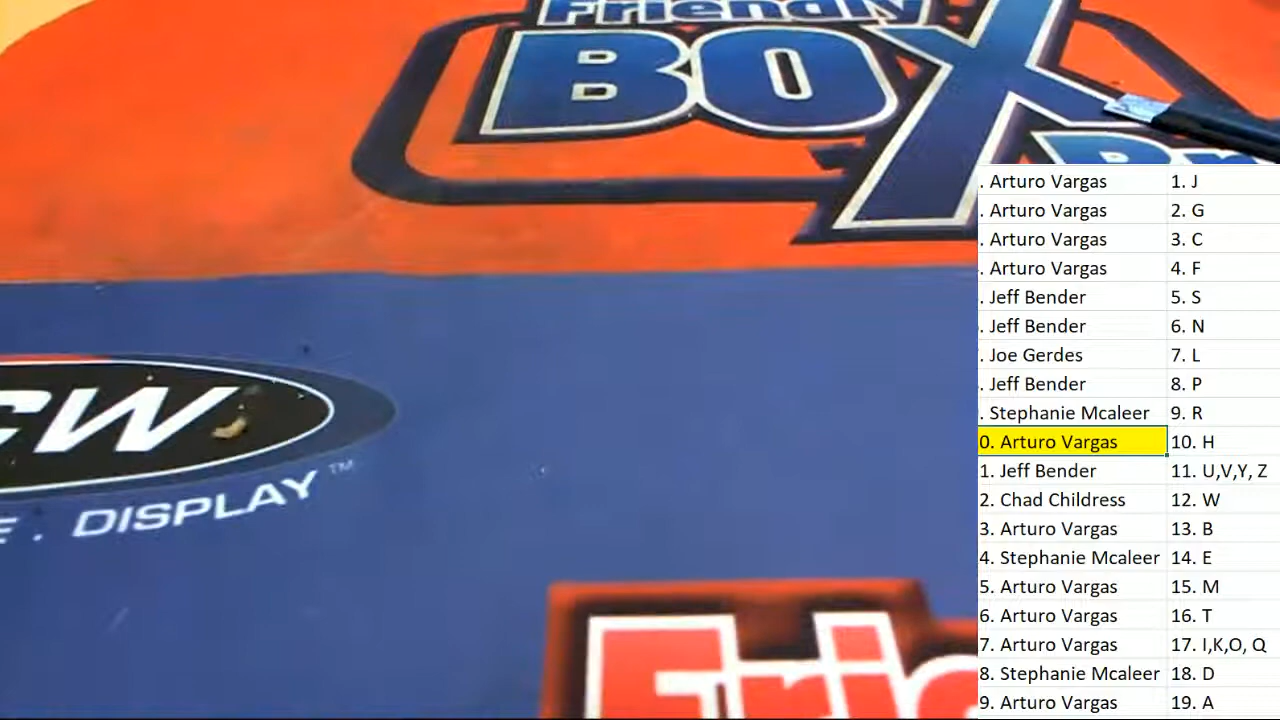 Friendly
BOX
CW
E . DISPLAY™
. Arturo Vargas 1. J
. Arturo Vargas 2. G
. Arturo Vargas 3. C
. Arturo Vargas 4. F
. Jeff Bender 5. S
. Jeff Bender 6. N
. Joe Gerdes 7. L
. Jeff Bender 8. P
. Stephanie Mcaleer 9. R
0. Arturo Vargas 10. H
1. Jeff Bender 11. U,V,Y, Z
2. Chad Childress 12. W
3. Arturo Vargas 13. B
4. Stephanie Mcaleer 14. E
5. Arturo Vargas 15. M
6. Arturo Vargas 16. T
7. Arturo Vargas 17. I,K,O, Q
8. Stephanie Mcaleer 18. D
9. Arturo Vargas 19. A